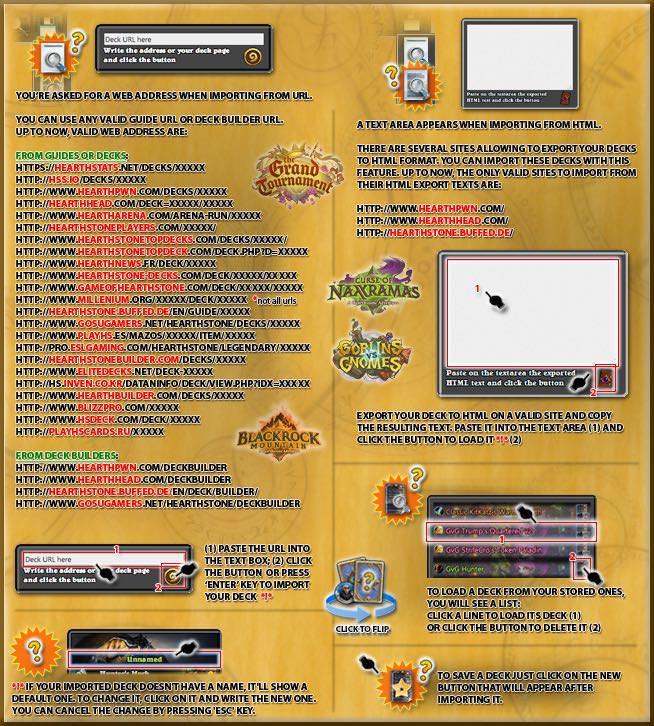 Deck URL here
Write the address or your deck page
and click the button
YOU'RE ASKED FOR A WEB ADDRESS WHEN IMPORTING FROM URL.
YOU CAN USE ANY VALID GUIDE URL OR DECK BUILDER URL.
UP TO NOW, VALID WEB ADDRESS ARE:
FROM GUIDES OR DECKS:
HTTPS://HEARTHSTATS.NET/DECKS/XXXXX
HTTP://HSS.IO/DECKS/XXXXX
HTTP://WWW.HEARTHPWN.COM/DECKS/XXXXX
HTTP://HEARTHHEAD.COM/DECK=XXXXX/XXXXX
HTTP://WWW.HEARTHARENA.COM/ARENA-RUN/XXXXX
HTTP://HEARTHSTONEPLAYERS.COM/XXXXX/
HTTP://WWW.HEARTHSTONETOPDECKS.COM/DECKS/XXXXX/
HTTP://WWW.HEARTHSTONETOPDECK.COM/DECK.PHP?D=XXXXX
HTTP://WWW.HEARTHNEWS.FR/DECK/XXXXX
HTTP://WWW.HEARTHSTONE-DECKS.COM/DECK/XXXXX/XXXXX
HTTP://WWW.GAMEOFHEARTHSTONE.COM/XXXXX/XXXXX
HTTP://WWW.MILLENIUM.ORG/XXXXX/DECK/XXXXX *not all urls
HTTP://HEARTHSTONE.BUFFED.DE/EN/GUIDE/XXXXX
HTTP://WWW.GOSUGAMERS.NET/HEARTHSTONE/DECKS/XXXXX
HTTP://WWW.PLAYHS.ES/MAZOS/XXXXX/ITEM/XXXXX
HTTP://PRO.ESLGAMING.COM/HEARTHSTONE/LEGENDARY/XXXXX
HTTP://HEARTHSTONEBUILDER.COM/DECKS/XXXXX
HTTP://WWW.ELITEDECKS.NET/DECK-XXXXX
HTTP://HS.INVEN.CO.KR/DATANINFO/DECK/VIEW.PHP?IDX=XXXXX
HTTP://WWW.HEARTHBUILDER.COM/DECKS/XXXXX
HTTP://WWW.BLIZZPRO.COM/XXXXX
HTTP://WWW.HSDECK.COM/DECK/XXXXX
HTTP://PLAYHSCARDS.RU/XXXXX
FROM DECK BUILDERS:
HTTP://WWW.HEARTHPWN.COM/DECKBUILDER
HTTP://WWW.HEARTHHEAD.COM/DECKBUILDER
HTTP://HEARTHSTONE.BUFFED.DE/EN/DECK/BUILDER/
HTTP://WWW.GOSUGAMERS.NET/HEARTHSTONE/DECKBUILDER
the Grand
Tournament
BLACKROCK
MOUNTAIN
1
Deck URL here
Write the address or your deck page
and click the button
2
(1) PASTE THE URL INTO
THE TEXT BOX; (2) CLICK
THE BUTTON OR PRESS
'ENTER' KEY TO IMPORT
YOUR DECK *!*
Unnamed
*!* IF YOUR IMPORTED DECK DOESN'T HAVE A NAME, IT'LL SHOW A
DEFAULT ONE. TO CHANGE IT, CLICK ON IT AND WRITE THE NEW ONE.
YOU CAN CANCEL THE CHANGE BY PRESSING 'ESC' KEY.
Paste on the textarea the exported
HTML text and click the button
A TEXT AREA APPEARS WHEN IMPORTING FROM HTML.
THERE ARE SEVERAL SITES ALLOWING TO EXPORT YOUR DECKS
TO HTML FORMAT. YOU CAN IMPORT THESE DECKS WITH THIS
FEATURE. UP TO NOW, THE ONLY VALID SITES TO IMPORT FROM
THEIR HTML EXPORT TEXTS ARE:
HTTP://WWW.HEARTHPWN.COM/
HTTP://WWW.HEARTHHEAD.COM/
HTTP://HEARTHSTONE.BUFFED.DE/
CURSE OF
NAXXRAMAS
GOBLINS
VS
GNOMES
1
Paste on the textarea the exported
HTML text and click the button
2
EXPORT YOUR DECK TO HTML ON A VALID SITE AND COPY
THE RESULTING TEXT. PASTE IT INTO THE TEXT AREA (1) AND
CLICK THE BUTTON TO LOAD IT *!* (2)
Classic
GvG Trump's
1
GvG StrifeCro's Token Paladin
2
GvG Hunter
CLICK TO FLIP
TO LOAD A DECK FROM YOUR STORED ONES,
YOU WILL SEE A LIST:
CLICK A LINE TO LOAD ITS DECK (1)
OR CLICK THE BUTTON TO DELETE IT (2)
TO SAVE A DECK JUST CLICK ON THE NEW
BUTTON THAT WILL APPEAR AFTER
IMPORTING IT.